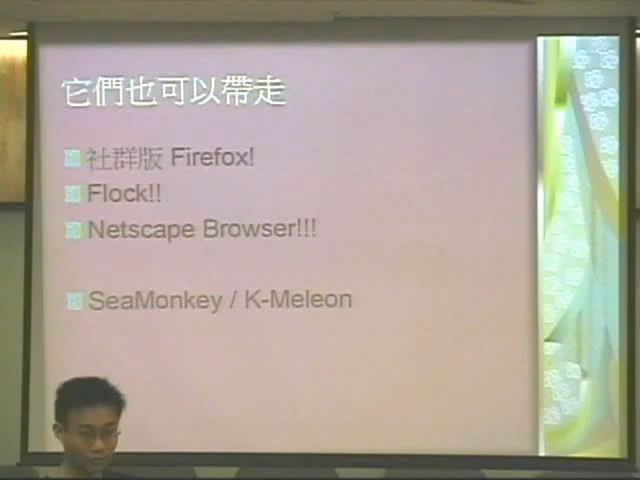 它們也可以帶走
社群版 Firefox!
Flock!!
Netscape Browser!!!
SeaMonkey / K-Meleon